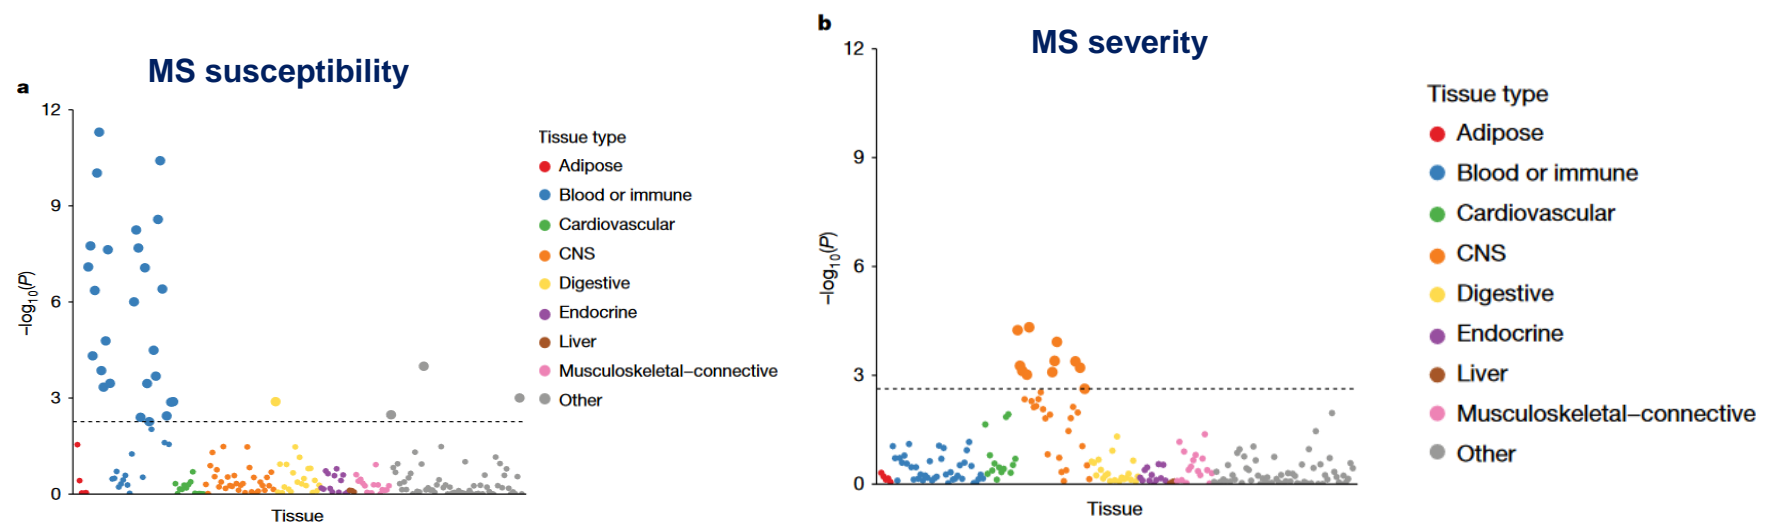 MS susceptibility
a
12
9
6
3
0
–log10(P)
Tissue
Tissue type
Adipose
Blood or immune
Cardiovascular
CNS
Digestive
Endocrine
Liver
Musculoskeletal–connective
Other
b
MS severity
12
9
6
3
0
–log10(P)
Tissue
Tissue type
Adipose
Blood or immune
Cardiovascular
CNS
Digestive
Endocrine
Liver
Musculoskeletal–connective
Other